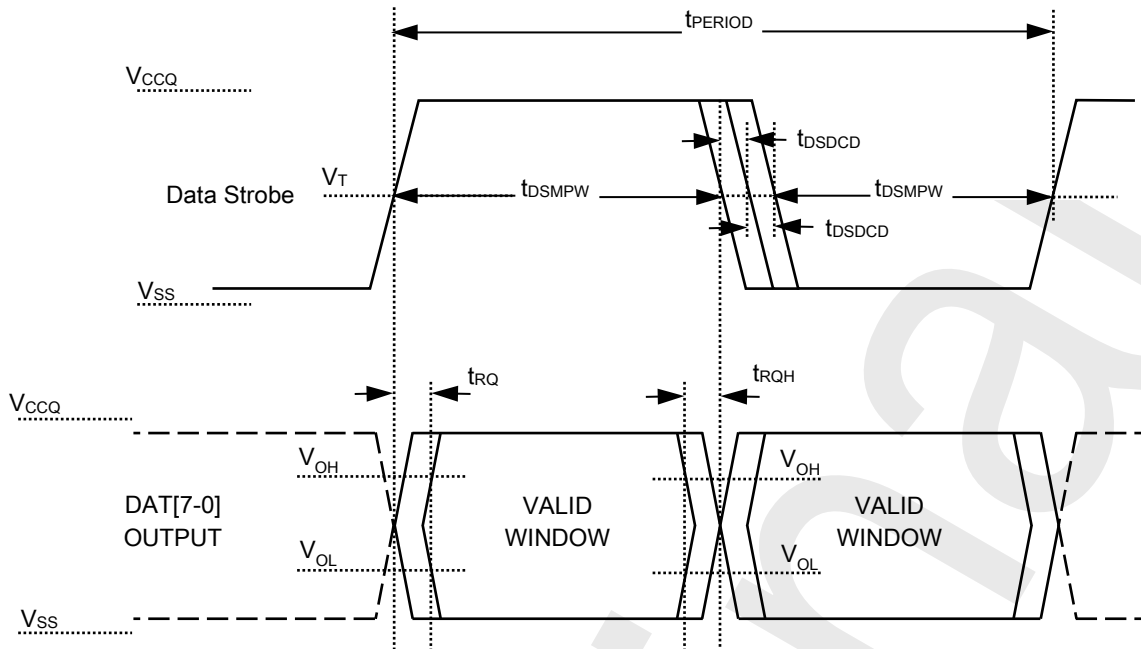 tPERIOD
VCCQ
tDSDCD
VT
Data Strobe
tDSMPW
tDSMPW
tDSDCD
VSS
tRQ
tRQH
VCCQ
VOH
VOH
DAT[7-0]
OUTPUT
VALID
WINDOW
VALID
WINDOW
VOL
VOL
VSS